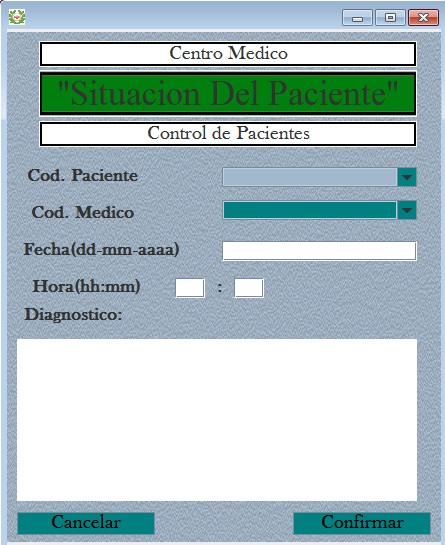 Centro Medico
"Situacion Del Paciente"
Control de Pacientes
Cod. Paciente
Cod. Medico
Fecha(dd-mm-aaaa)
Hora(hh:mm) :
Diagnostico:
Cancelar Confirmar